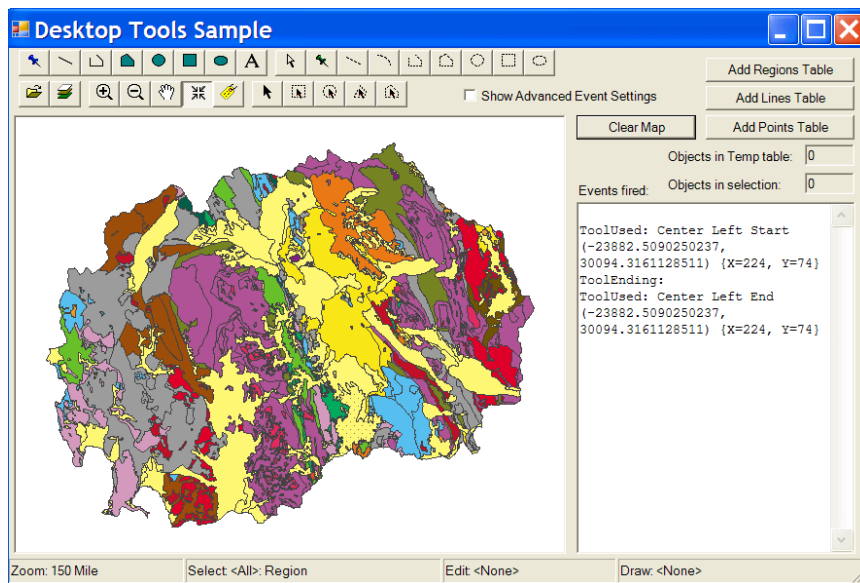 Desktop Tools Sample
A
Add Regions Table
Show Advanced Event Settings
Add Lines Table
Clear Map
Add Points Table
Objects in Temp table: 0
Events fired:
Objects in selection: 0
ToolUsed: Center Left Start
(-23882.5090250237,
30094.3161128511) {X=224, Y=74}
ToolEnding:
ToolUsed: Center Left End
(-23882.5090250237,
30094.3161128511) {X=224, Y=74}
Zoom: 150 Mile
Select: <All>: Region
Edit: <None>
Draw: <None>